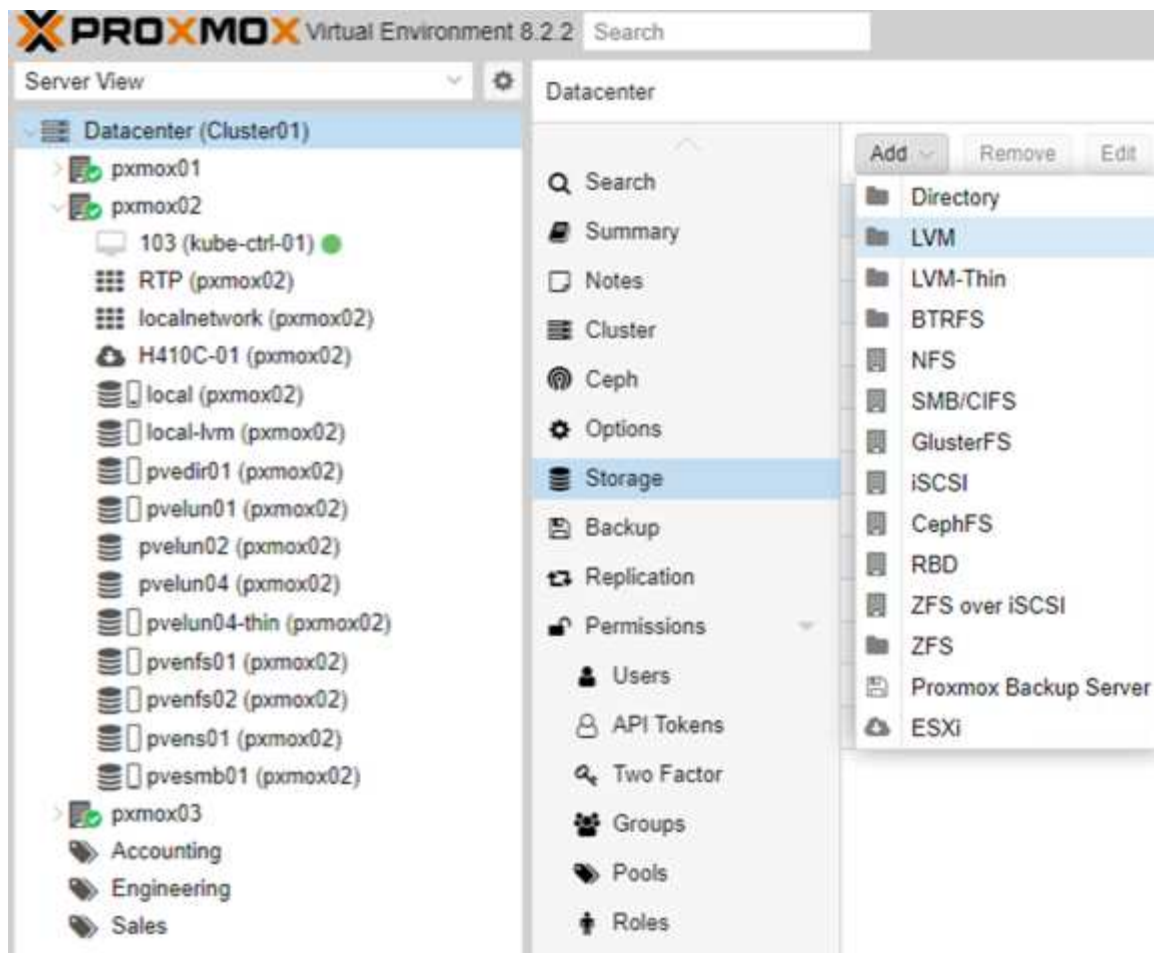 PROXMOX Virtual Environment 8.2.2 Search
Server View
Datacenter (Cluster01)
pxmox01
pxmox02
103 (kube-ctrl-01)
RTP (pxmox02)
localnetwork (pxmox02)
H410C-01 (pxmox02)
local (pxmox02)
local-lvm (pxmox02)
pvedir01 (pxmox02)
pvelun01 (pxmox02)
pvelun02 (pxmox02)
pvelun04 (pxmox02)
pvelun04-thin (pxmox02)
pvenfs01 (pxmox02)
pvenfs02 (pxmox02)
pvens01 (pxmox02)
pvesmb01 (pxmox02)
pxmox03
Accounting
Engineering
Sales
Datacenter
Search
Summary
Notes
Cluster
Ceph
Options
Storage
Backup
Replication
Permissions
Users
API Tokens
Two Factor
Groups
Pools
Roles
Add Remove Edit
Directory
LVM
LVM-Thin
BTRFS
NFS
SMB/CIFS
GlusterFS
iSCSI
CephFS
RBD
ZFS over iSCSI
ZFS
Proxmox Backup Server
ESXi